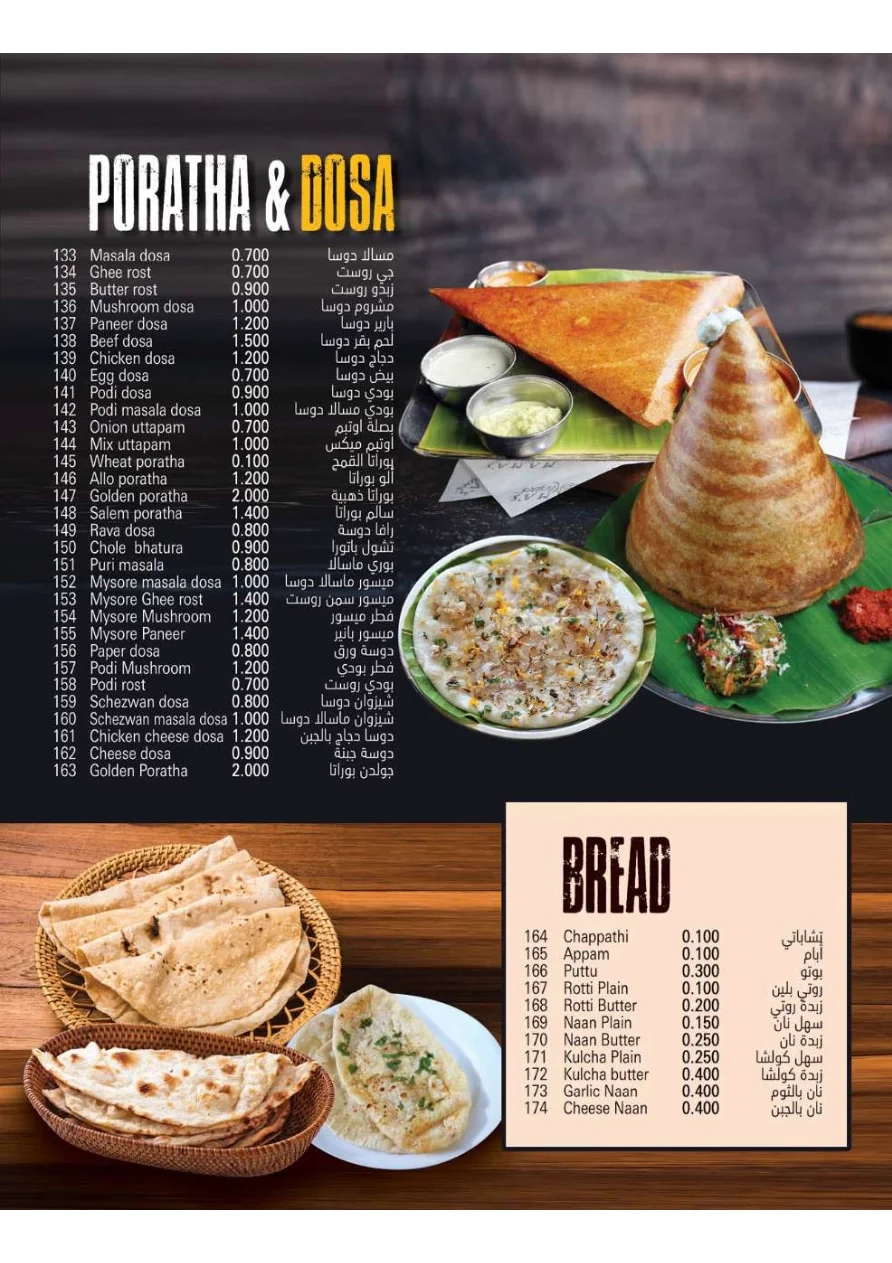 PORATHA & DOSA
133 Masala dosa 0.700 مسالا دوسا
134 Ghee rost 0.700 جي روست
135 Butter rost 0.900 زبدو روست
136 Mushroom dosa 1.000 مشروم دوسا
137 Paneer dosa 1.200 بارير دوسا
138 Beef dosa 1.500 لحم بقر دوسا
139 Chicken dosa 1.200 دجاج دوسا
140 Egg dosa 0.700 بيض دوسا
141 Podi dosa 0.900 بودي دوسا
142 Podi masala dosa 1.000 بودي مسالا دوسا
143 Onion uttapam 0.700 بصلة اوتبم
144 Mix uttapam 1.000 اوتبم ميكس
145 Wheat poratha 0.100 بوراتا القمح
146 Allo poratha 1.200 ألو بوراتا
147 Golden poratha 2.000 بوراتا ذهبية
148 Salem poratha 1.400 سالم بوراتا
149 Rava dosa 0.800 رافا دوسة
150 Chole bhatura 0.900 تشول باتورا
151 Puri masala 0.800 بوري ماسالا
152 Mysore masala dosa 1.000 ميسور ماسالا دوسا
153 Mysore Ghee rost 1.400 ميسور سمن روست
154 Mysore Mushroom 1.200 فطر ميسور
155 Mysore Paneer 1.400 ميسور بانير
156 Paper dosa 0.800 دوسة ورق
157 Podi Mushroom 1.200 فطر بودي
158 Podi rost 0.700 بودي روست
159 Schezwan dosa 0.800 شيزوان دوسا
160 Schezwan masala dosa 1.000 شيزوان ماسالا دوسا
161 Chicken cheese dosa 1.200 دوسا دجاج بالجبن
162 Cheese dosa 0.900 دوسة جبنة
163 Golden Poratha 2.000 جولدن بوراتا
BREAD
164 Chappathi 0.100 تشاباتي
165 Appam 0.100 أبام
166 Puttu 0.300 بوتو
167 Rotti Plain 0.100 روتي بلين
168 Rotti Butter 0.200 زبدة روتي
169 Naan Plain 0.150 سهل نان
170 Naan Butter 0.250 زبدة نان
171 Kulcha Plain 0.250 سهل كولشا
172 Kulcha butter 0.400 زبدة كولشا
173 Garlic Naan 0.400 نان بالثوم
174 Cheese Naan 0.400 نان بالجبن